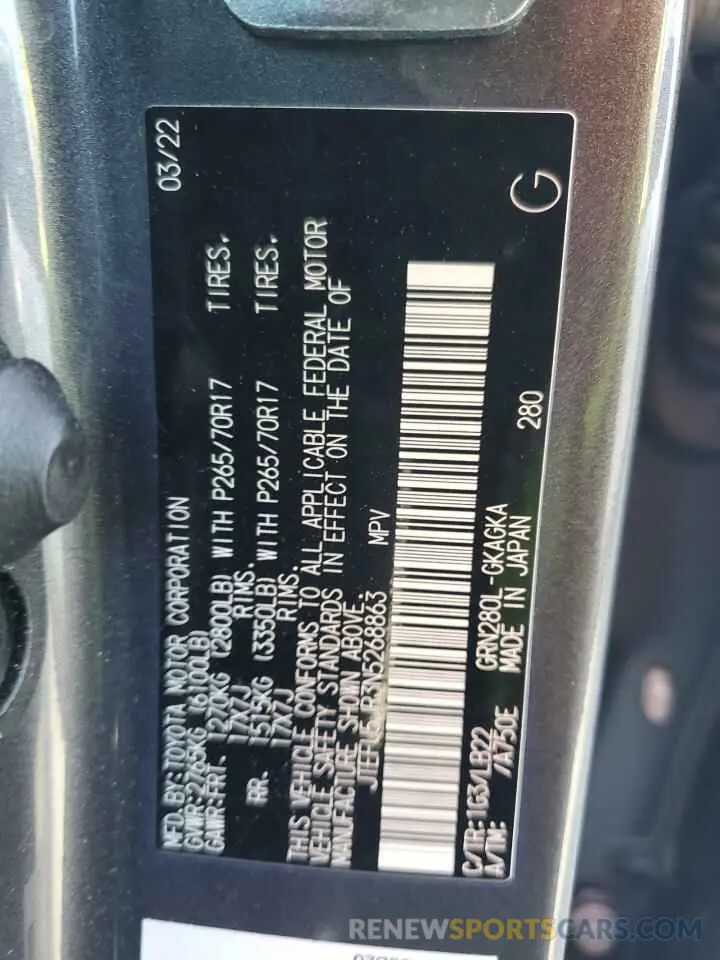 MFD. BY: TOYOTA MOTOR CORPORATION 03/22
GVWR: 2765KG (6100LB)
GAWR: FRT. 1270KG (2800LB) WITH P265/70R17 TIRES,
17X7J RIMS.
RR. 1515KG (3350LB) WITH P265/70R17 TIRES,
17X7J RIMS.
THIS VEHICLE CONFORMS TO ALL APPLICABLE FEDERAL MOTOR
VEHICLE SAFETY STANDARDS IN EFFECT ON THE DATE OF
MANUFACTURE SHOWN ABOVE.
JTEFU5JR3N5268863 MPV
C/TR: 1G3/LB22 GRN280L-GKAGKA 280 G
A/TM: /A750E MADE IN JAPAN
RENEWSPORTSCARS.COM